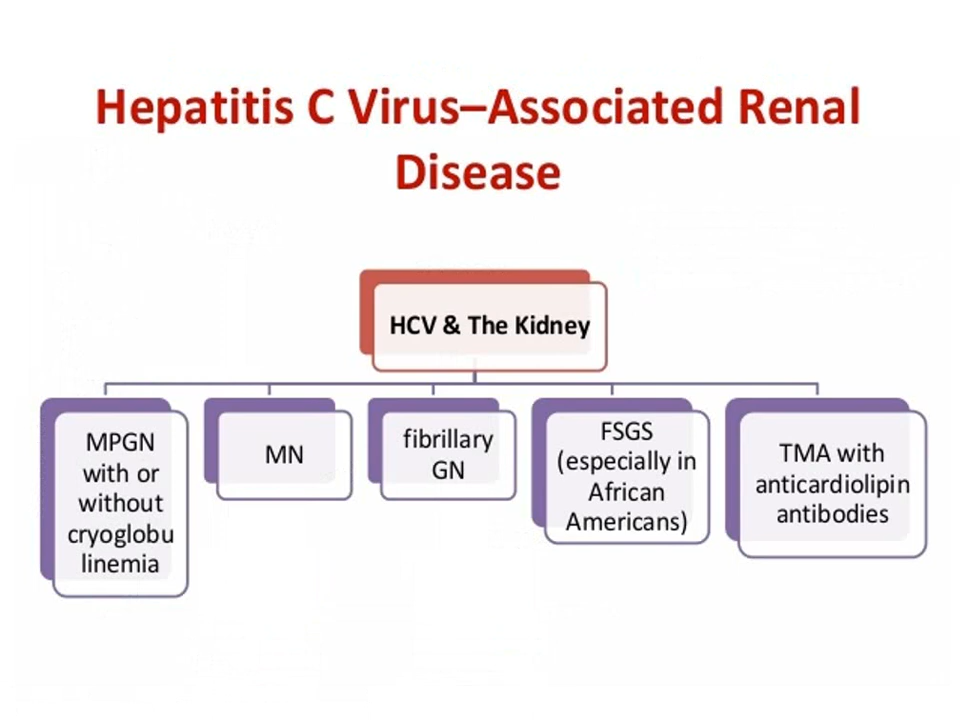 Hepatitis C Virus–Associated Renal
Disease
HCV & The Kidney
MPGN
with or
without
cryoglobu
linemia
MN
fibrillary
GN
FSGS
(especially in
African
Americans)
TMA with
anticardiolipin
antibodies